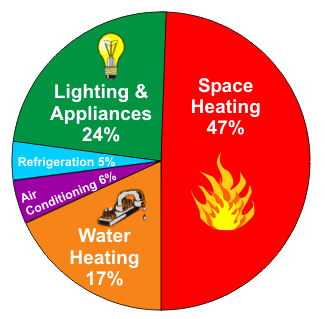 Lighting &
Appliances
24%
Space
Heating
47%
Refrigeration 5%
Air
Conditioning 6%
Water
Heating
17%